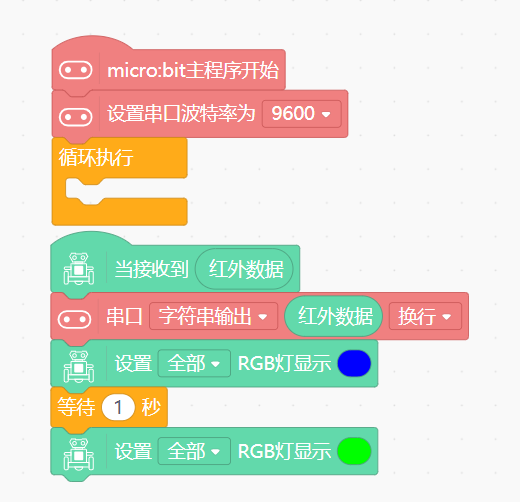 micro:bit主程序开始
设置串口波特率为 9600
循环执行
当接收到 红外数据
串口 字符串输出 红外数据 换行
设置 全部 RGB灯显示
等待 1 秒
设置 全部 RGB灯显示